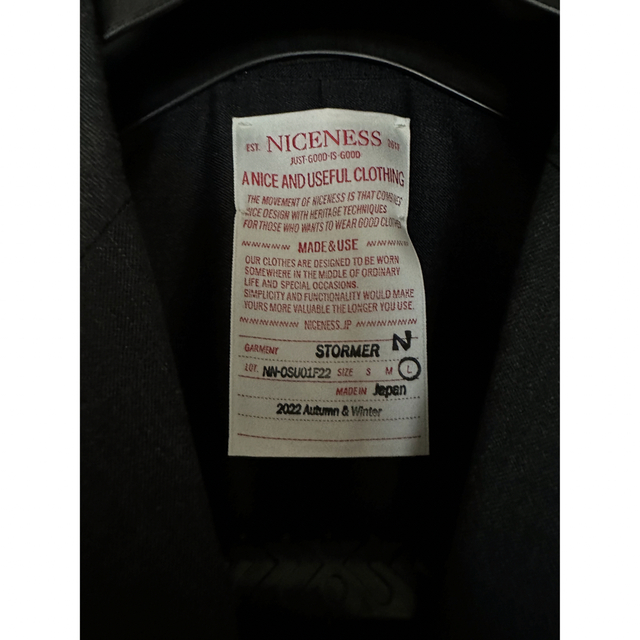 EST. NICENESS
JUST-GOOD-IS-GOOD
A NICE AND USEFUL CLOTHING
THE MOVEMENT OF NICENESS IS THAT
NICE DESIGN WITH HERITAGE TECHNIQUES
FOR THOSE WHO WANTS TO WEAR GOOD
MADE & USE
OUR CLOTHES ARE DESIGNED TO BE WORN
SOMEWHERE IN THE MIDDLE OF ORDINARY
LIFE AND SPECIAL OCCASIONS.
SIMPLICITY AND FUNCTIONALITY WOULD MAKE
YOURS MORE VALUABLE THE LONGER YOU USE.
NICENESS.JP
GARMENT STORMER N
LOT. NN-OSU01F22 SIZE S M L
MADE IN Japan
2022 Autumn & Winter